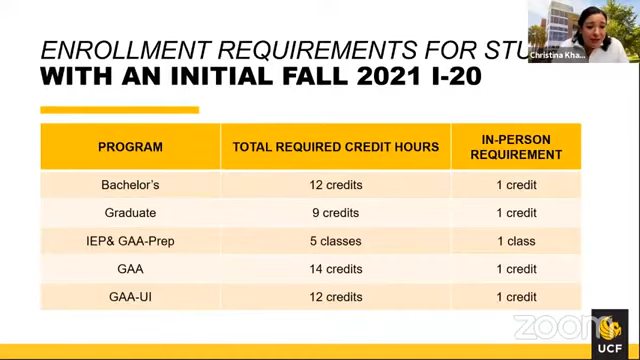 ENROLLMENT REQUIREMENTS FOR STU
WITH AN INITIAL FALL 2021 I-20
Christina Kha...
PROGRAM TOTAL REQUIRED CREDIT HOURS IN-PERSON REQUIREMENT
Bachelor's 12 credits 1 credit
Graduate 9 credits 1 credit
IEP& GAA-Prep 5 classes 1 class
GAA 14 credits 1 credit
GAA-UI 12 credits 1 credit
zoom
UCF